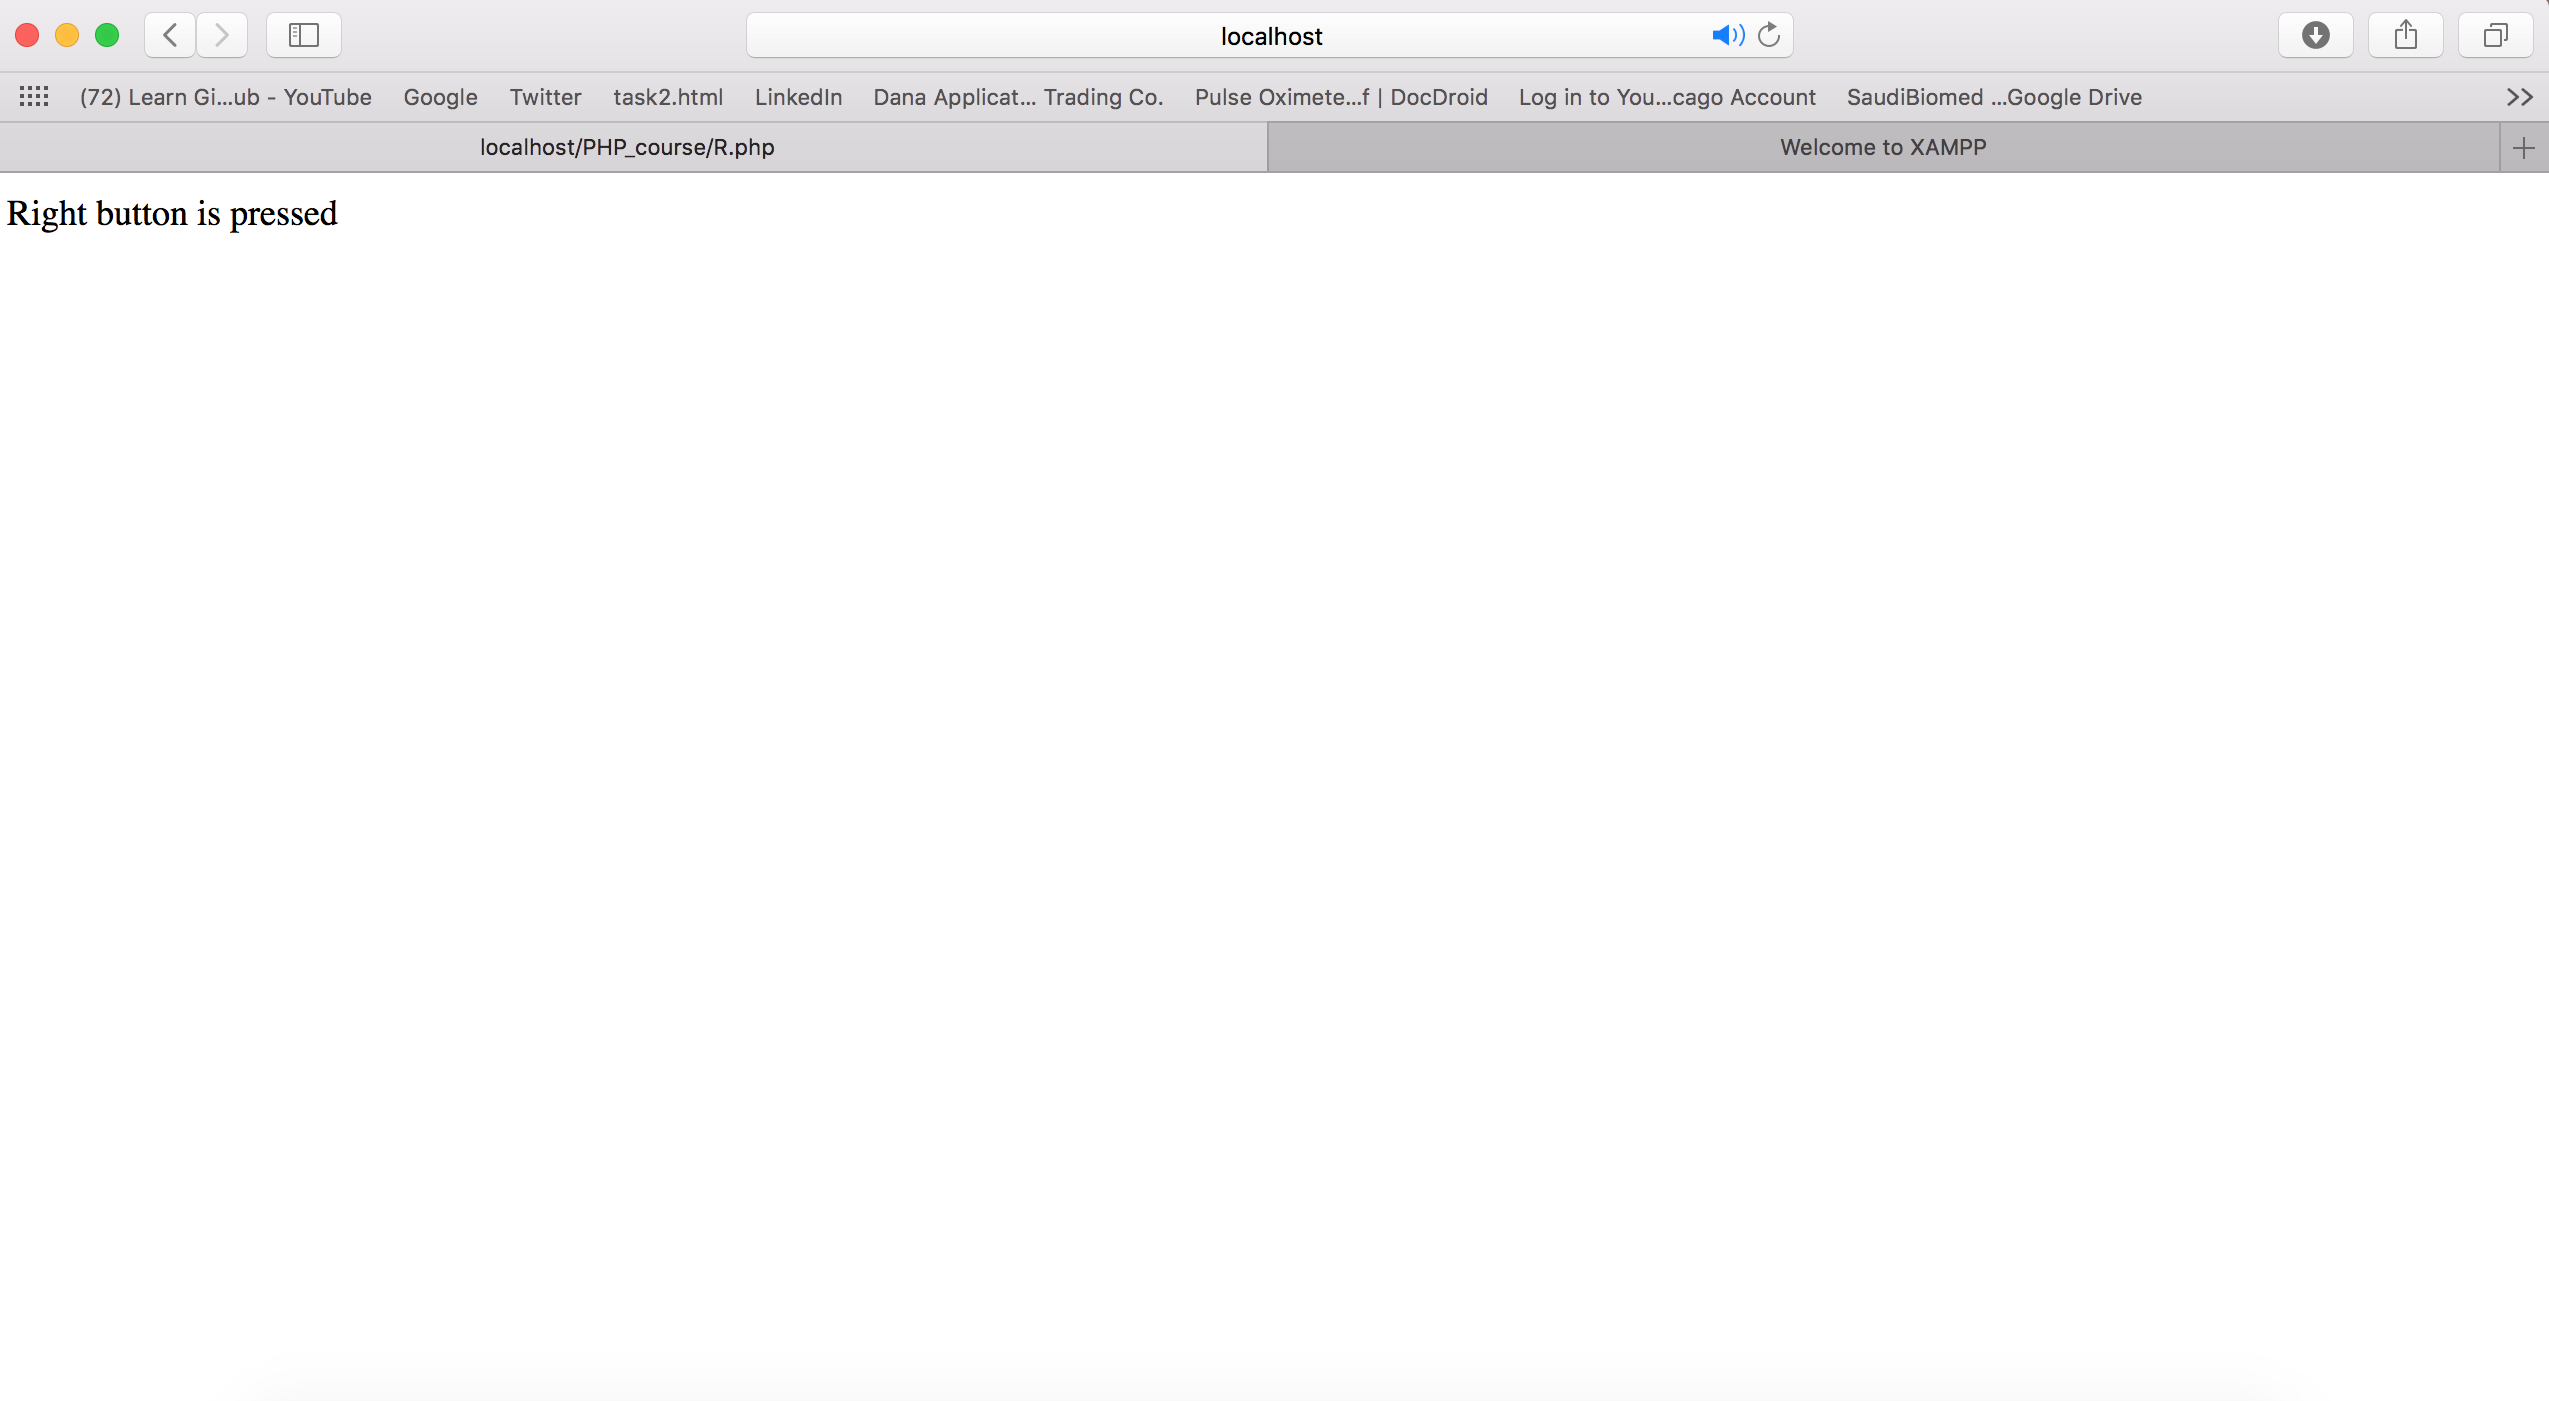 localhost
(72) Learn Gi...ub - YouTube Google Twitter task2.html LinkedIn Dana Applicat... Trading Co. Pulse Oximete...f | DocDroid Log in to You...cago Account SaudiBiomed ...Google Drive
localhost/PHP_course/R.php Welcome to XAMPP
Right button is pressed